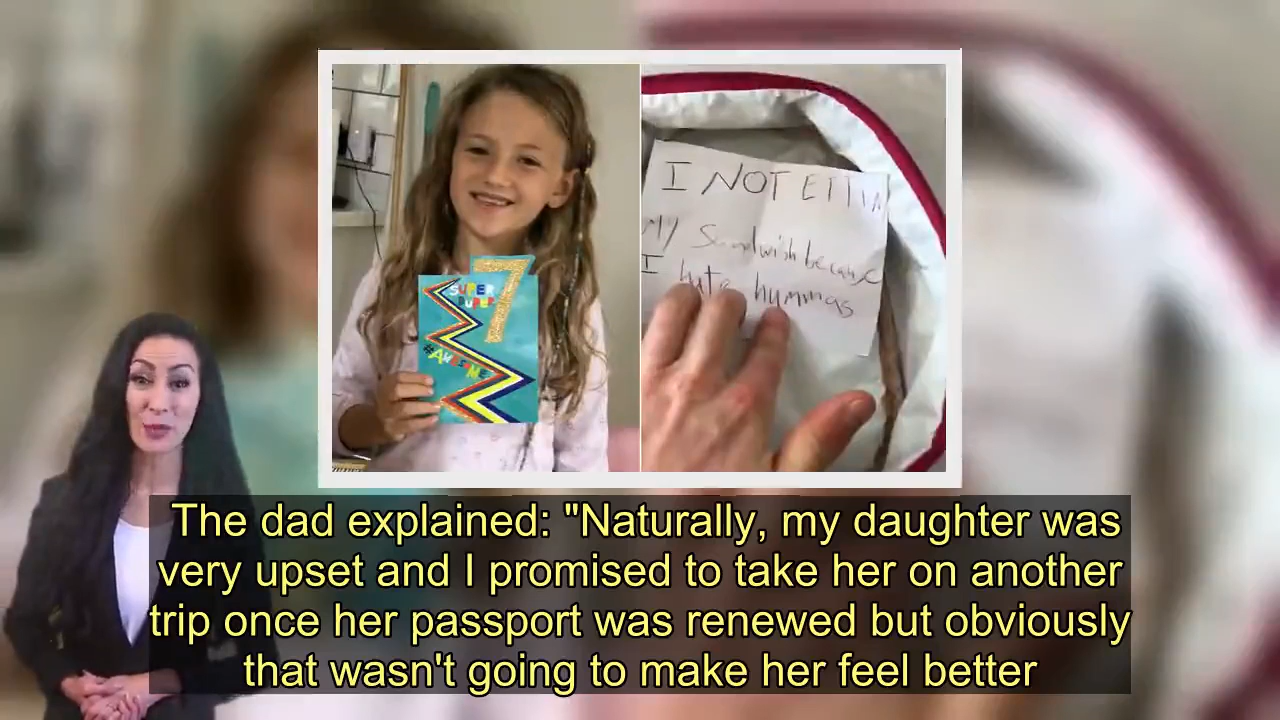 SUPER
DUPER
7
#AWESOME
I NOT
MY Sandwish because
I hate hummas
The dad explained: "Naturally, my daughter was
very upset and I promised to take her on another
trip once her passport was renewed but obviously
that wasn't going to make her feel better